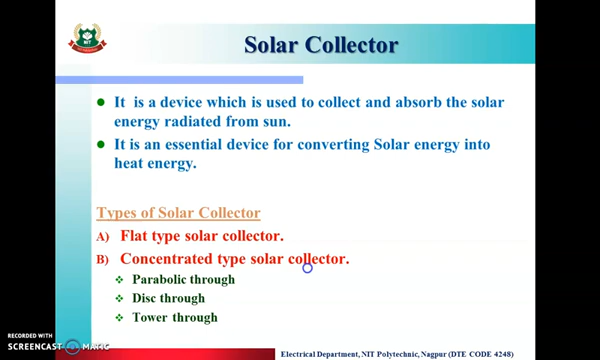 NIT
Solar Collector
It is a device which is used to collect and absorb the solar
energy radiated from sun.
It is an essential device for converting Solar energy into
heat energy.
Types of Solar Collector
A) Flat type solar collector.
B) Concentrated type solar collector.
Parabolic through
Disc through
Tower through
RECORDED WITH
SCREENCAST MATIC
Electrical Department, NIT Polytechnic, Nagpur (DTE CODE 4248)